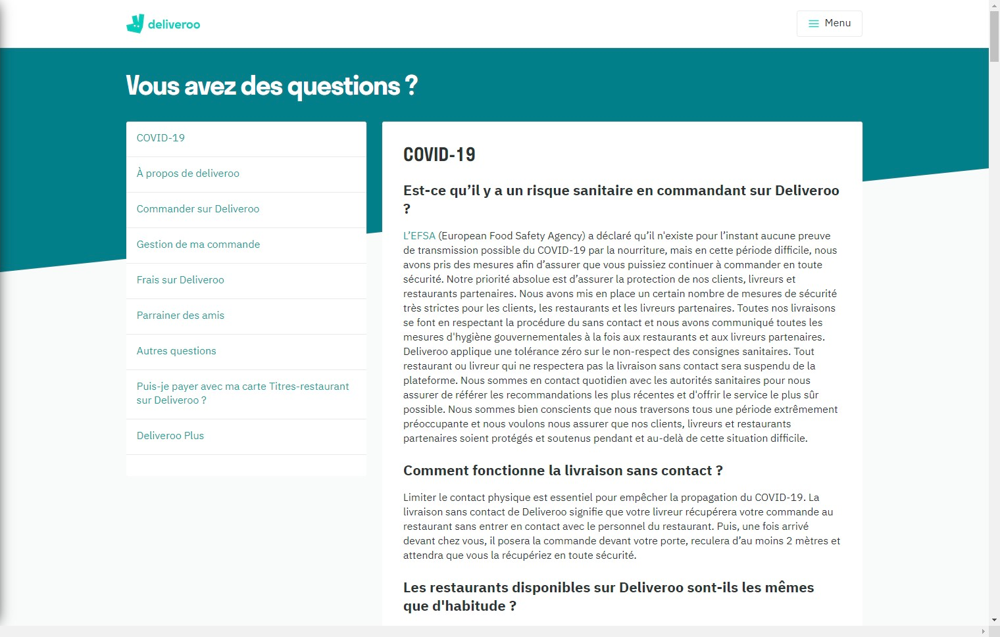 deliveroo
Menu
Vous avez des questions ?
COVID-19
À propos de deliveroo
Commander sur Deliveroo
Gestion de ma commande
Frais sur Deliveroo
Parrainer des amis
Autres questions
Puis-je payer avec ma carte Titres-restaurant
sur Deliveroo ?
Deliveroo Plus
COVID-19
Est-ce qu’il y a un risque sanitaire en commandant sur Deliveroo
?
L’EFSA (European Food Safety Agency) a déclaré qu’il n'existe pour l’instant aucune preuve
de transmission possible du COVID-19 par la nourriture, mais en cette période difficile, nous
avons pris des mesures afin d’assurer que vous puissiez continuer à commander en toute
sécurité. Notre priorité absolue est d’assurer la protection de nos clients, livreurs et
restaurants partenaires. Nous avons mis en place un certain nombre de mesures de sécurité
très strictes pour les clients, les restaurants et les livreurs partenaires. Toutes nos livraisons
se font en respectant la procédure du sans contact et nous avons communiqué toutes les
mesures d'hygiène gouvernementales à la fois aux restaurants et aux livreurs partenaires.
Deliveroo applique une tolérance zéro sur le non-respect des consignes sanitaires. Tout
restaurant ou livreur qui ne respectera pas la livraison sans contact sera suspendu de la
plateforme. Nous sommes en contact quotidien avec les autorités sanitaires pour nous
assurer de référer les recommandations les plus récentes et d'offrir le service le plus sûr
possible. Nous sommes bien conscients que nous traversons tous une période extrêmement
préoccupante et nous voulons nous assurer que nos clients, livreurs et restaurants
partenaires soient protégés et soutenus pendant et au-delà de cette situation difficile.
Comment fonctionne la livraison sans contact ?
Limiter le contact physique est essentiel pour empêcher la propagation du COVID-19. La
livraison sans contact de Deliveroo signifie que votre livreur récupérera votre commande au
restaurant sans entrer en contact avec le personnel du restaurant. Puis, une fois arrivé
devant chez vous, il posera la commande devant votre porte, reculera d’au moins 2 mètres et
attendra que vous la récupériez en toute sécurité.
Les restaurants disponibles sur Deliveroo sont-ils les mêmes
que d'habitude ?